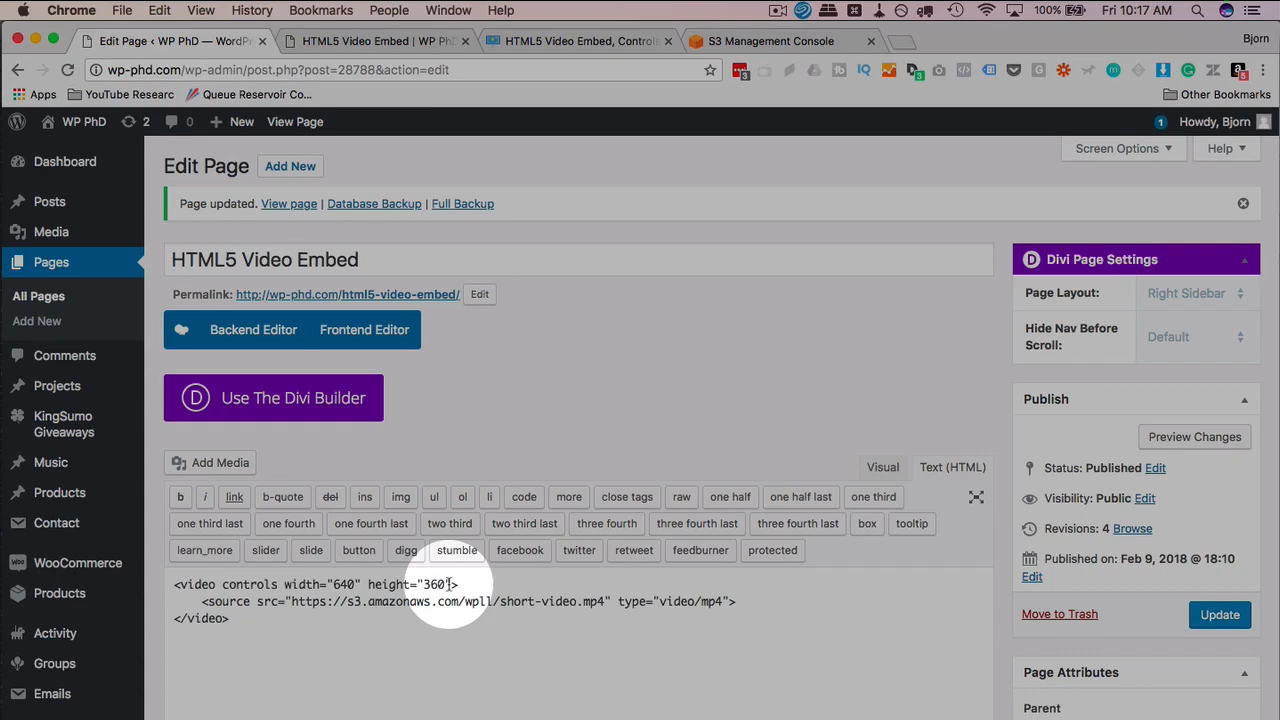 Chrome File Edit View History Bookmarks People Window Help 100% Fri 10:17 AM
Edit Page ‹ WP PhD — WordPr HTML5 Video Embed | WP PhD HTML5 Video Embed, Controls S3 Management Console Bjorn
wp-phd.com/wp-admin/post.php?post=28788&action=edit
Apps YouTube Researc Queue Reservoir Co... Other Bookmarks
WP PhD 2 0 New View Page 1 Howdy, Bjorn
Dashboard
Posts
Media
Pages
All Pages
Add New
Comments
Projects
KingSumo
Giveaways
Music
Products
Contact
WooCommerce
Products
Activity
Groups
Emails
Screen Options Help
Edit Page Add New
Page updated. View page | Database Backup | Full Backup
HTML5 Video Embed
Permalink: http://wp-phd.com/html5-video-embed/ Edit
Backend Editor Frontend Editor
D Use The Divi Builder
Add Media Visual Text (HTML)
b i link b-quote del ins img ul ol li code more close tags raw one half one half last one third
one third last one fourth one fourth last two third two third last three fourth three fourth last three fourth last box tooltip
learn_more slider slide button digg stumble facebook twitter retweet feedburner protected
<video controls width="640" height="360">
<source src="https://s3.amazonaws.com/wpll/short-video.mp4" type="video/mp4">
</video>
D Divi Page Settings
Page Layout: Right Sidebar
Hide Nav Before
Scroll: Default
Publish
Preview Changes
Status: Published Edit
Visibility: Public Edit
Revisions: 4 Browse
Published on: Feb 9, 2018 @ 18:10
Edit
Move to Trash Update
Page Attributes
Parent